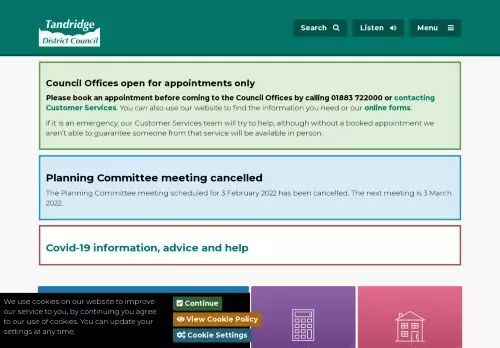 Tandridge
District Council
Search
Listen
Menu
Council Offices open for appointments only
Please book an appointment before coming to the Council Offices by calling 01883 722000 or contacting
Customer Services. You can also use our website to find the information you need or our online forms.
If it is an emergency, our Customer Services team will try to help, although without a booked appointment we
aren't able to guarantee someone from that service will be available in person.
Planning Committee meeting cancelled
The Planning Committee meeting scheduled for 3 February 2022 has been cancelled. The next meeting is 3 March
2022.
Covid-19 information, advice and help
We use cookies on our website to improve
our service to you, by continuing you agree
to our use of cookies. You can update your
settings at any time.
Continue
View Cookie Policy
Cookie Settings